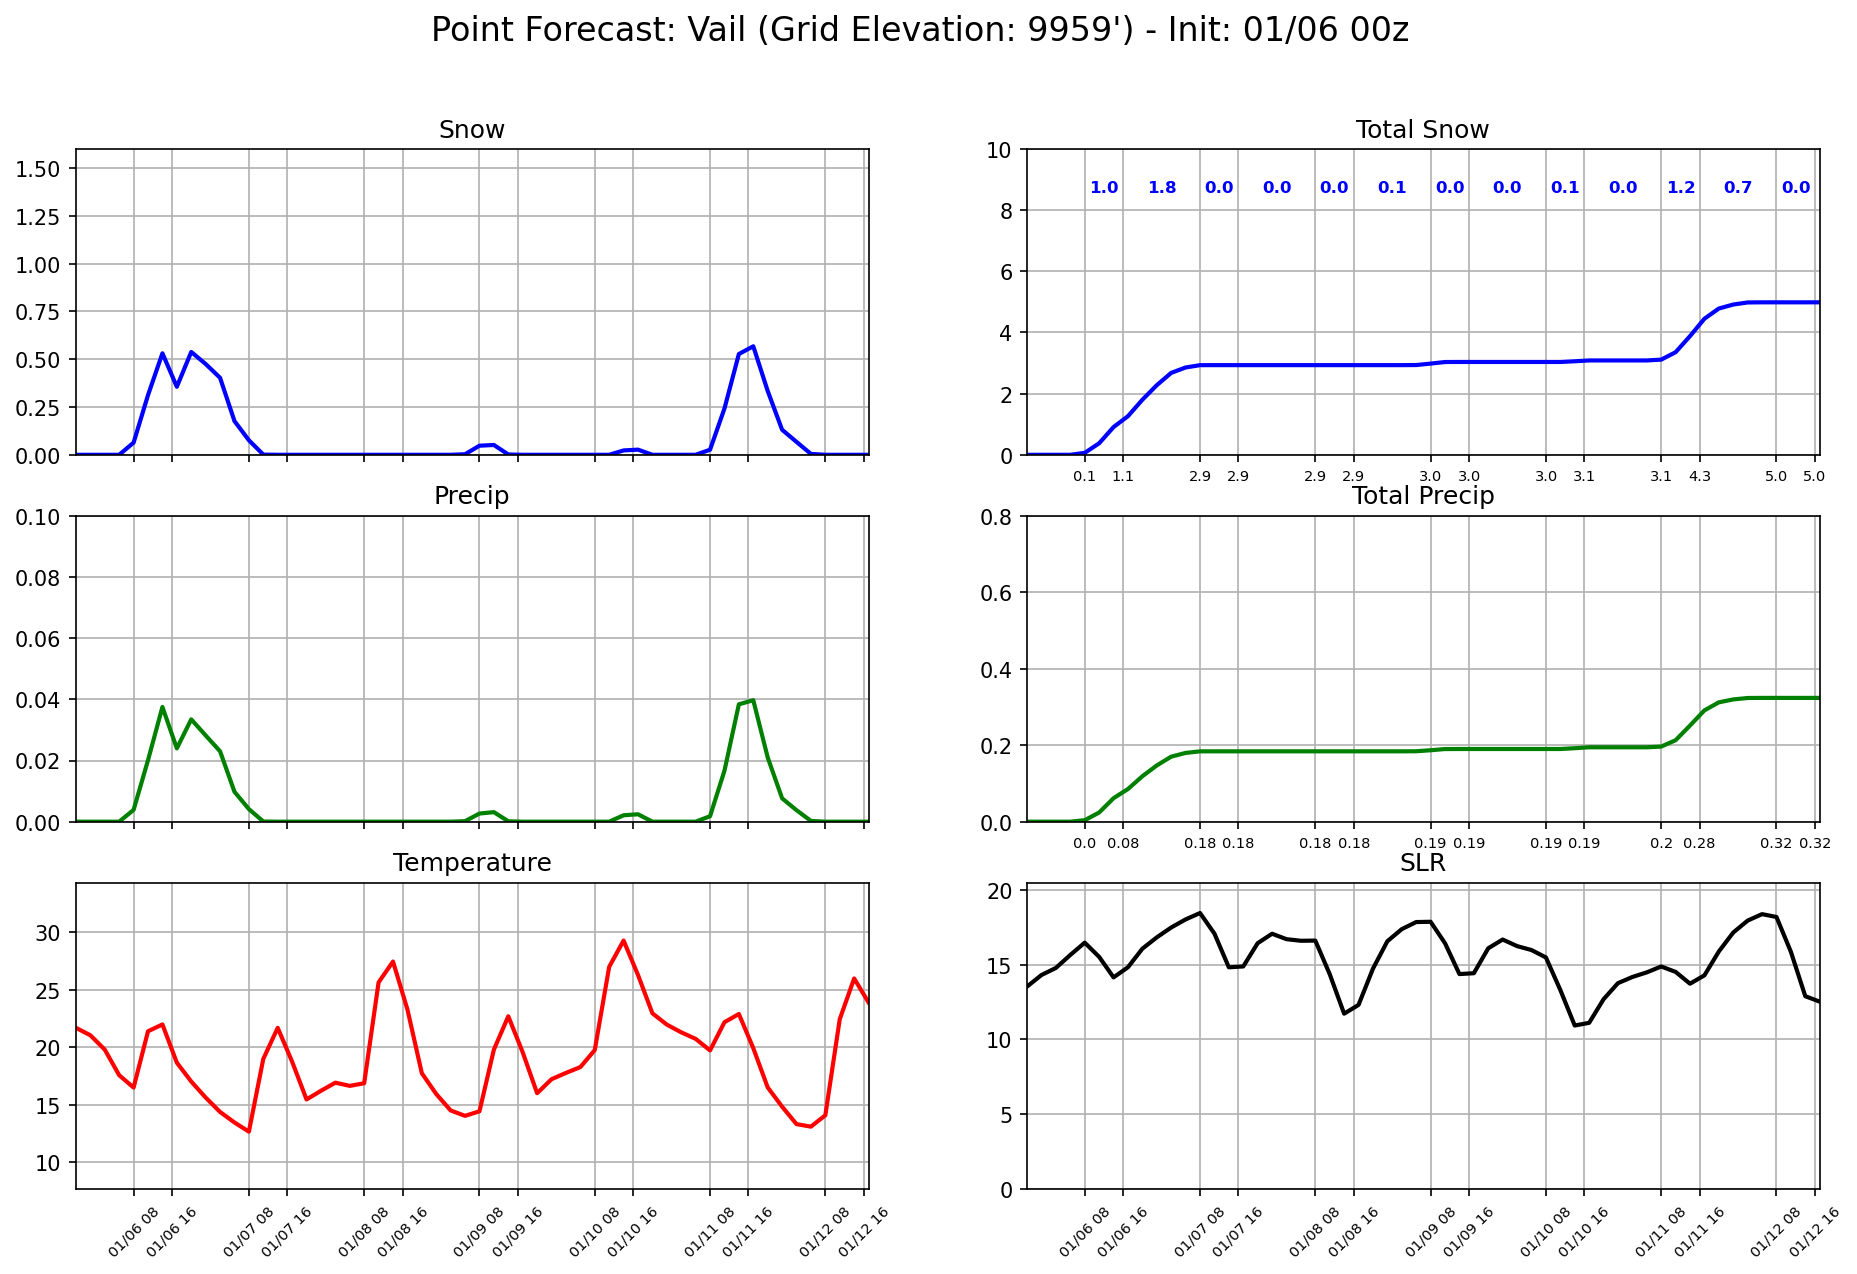 Point Forecast: Vail (Grid Elevation: 9959') - Init: 01/06 00z
Snow
1.50
1.25
1.00
0.75
0.50
0.25
0.00
Total Snow
10
8
6
4
2
0
1.0 1.8 0.0 0.0 0.0 0.1 0.0 0.0 0.1 0.0 1.2 0.7 0.0
0.1 1.1 2.9 2.9 2.9 2.9 3.0 3.0 3.0 3.1 3.1 4.3 5.0 5.0
Precip
0.10
0.08
0.06
0.04
0.02
0.00
Total Precip
0.8
0.6
0.4
0.2
0.0
0.0 0.08 0.18 0.18 0.18 0.18 0.19 0.19 0.19 0.19 0.2 0.28 0.32 0.32
Temperature
30
25
20
15
10
01/06 08 01/06 16 01/07 08 01/07 16 01/08 08 01/08 16 01/09 08 01/09 16 01/10 08 01/10 16 01/11 08 01/11 16 01/12 08 01/12 16
SLR
20
15
10
5
0
01/06 08 01/06 16 01/07 08 01/07 16 01/08 08 01/08 16 01/09 08 01/09 16 01/10 08 01/10 16 01/11 08 01/11 16 01/12 08 01/12 16